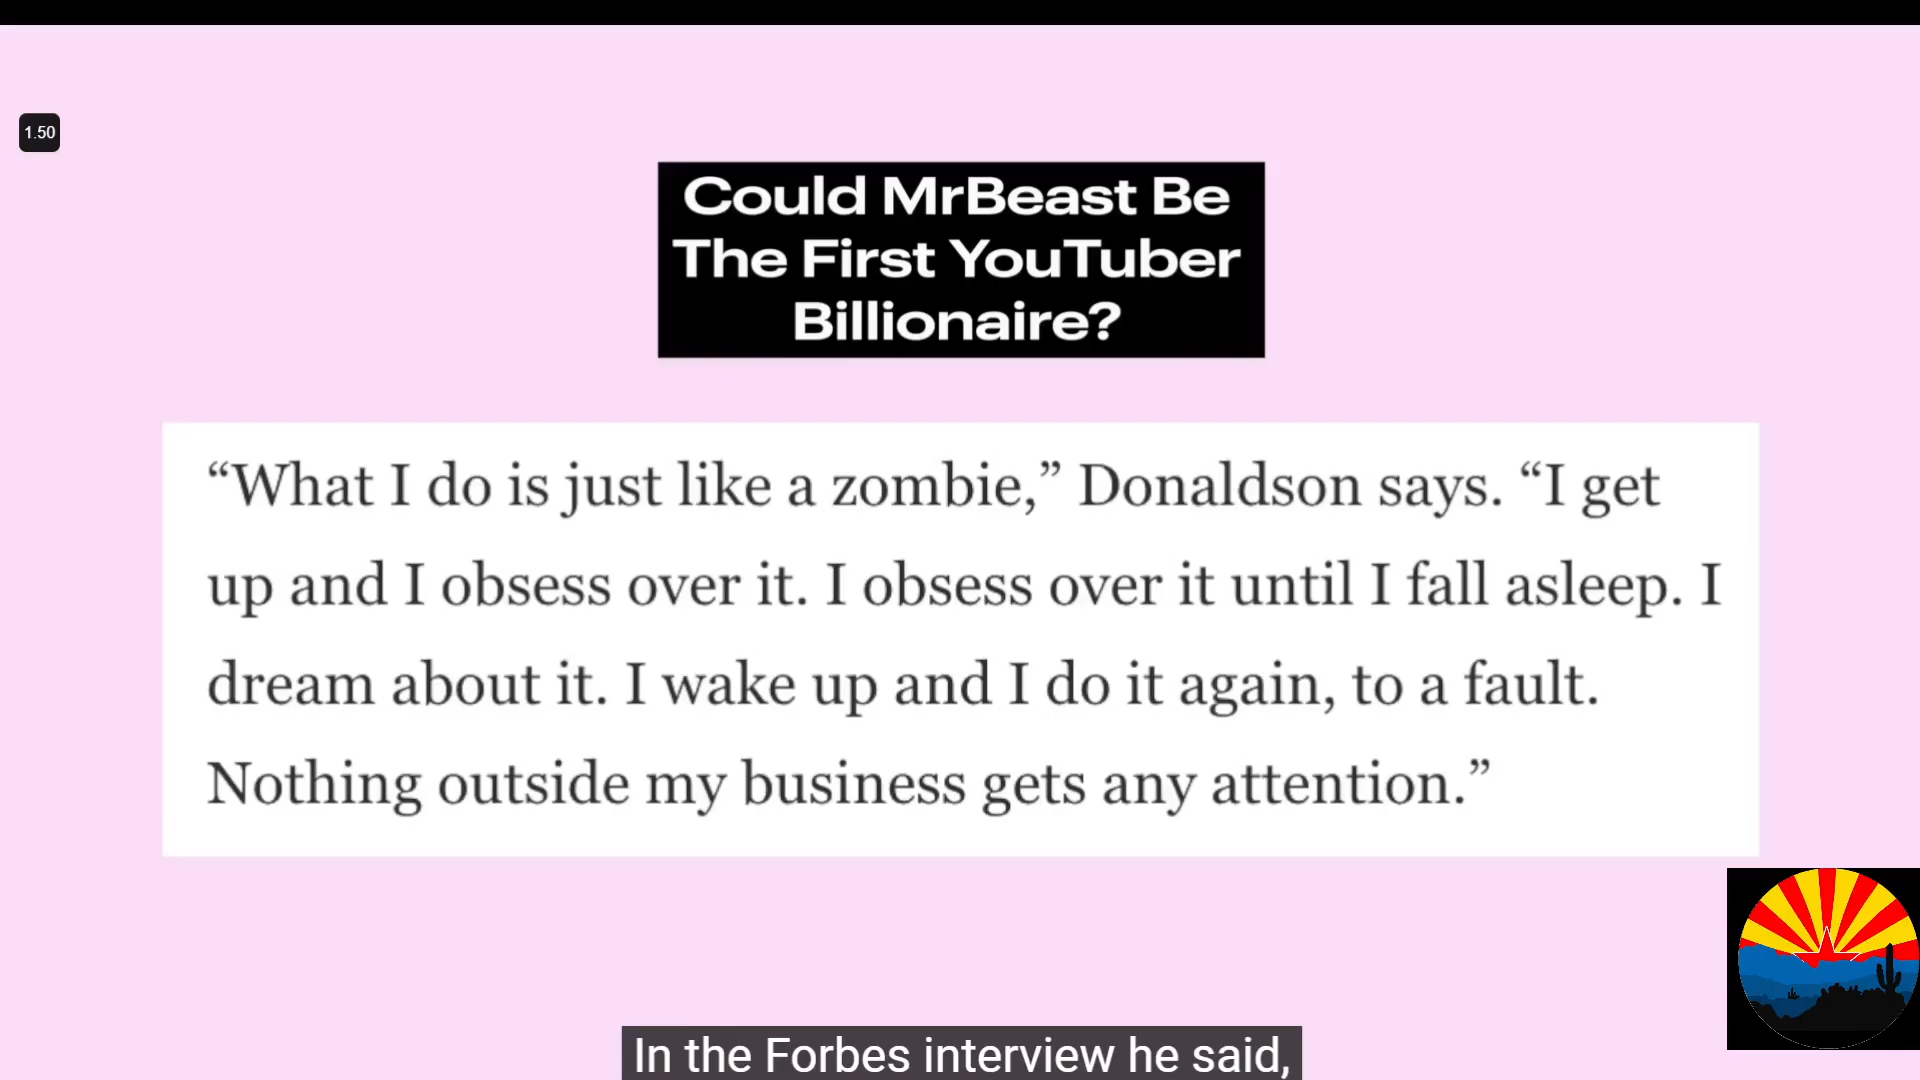 1.50
Could MrBeast Be
The First YouTuber
Billionaire?
“What I do is just like a zombie,” Donaldson says. “I get
up and I obsess over it. I obsess over it until I fall asleep. I
dream about it. I wake up and I do it again, to a fault.
Nothing outside my business gets any attention.”
In the Forbes interview he said,